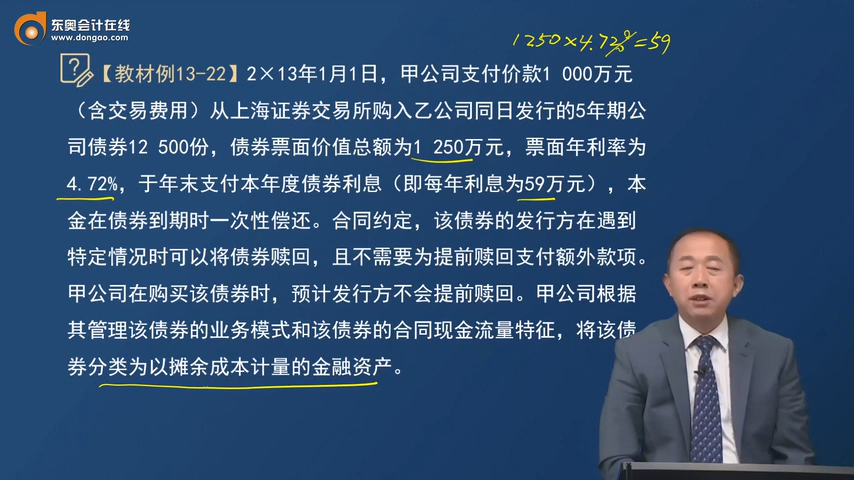 东奥会计在线
www.dongao.com
1250×4.72%=59
【教材例13-22】2×13年1月1日，甲公司支付价款1 000万元
（含交易费用）从上海证券交易所购入乙公司同日发行的5年期公
司债券12 500份，债券票面价值总额为1 250万元，票面年利率为
4.72%，于年末支付本年度债券利息（即每年利息为59万元），本
金在债券到期时一次性偿还。合同约定，该债券的发行方在遇到
特定情况时可以将债券赎回，且不需要为提前赎回支付额外款项。
甲公司在购买该债券时，预计发行方不会提前赎回。甲公司根据
其管理该债券的业务模式和该债券的合同现金流量特征，将该债
券分类为以摊余成本计量的金融资产。